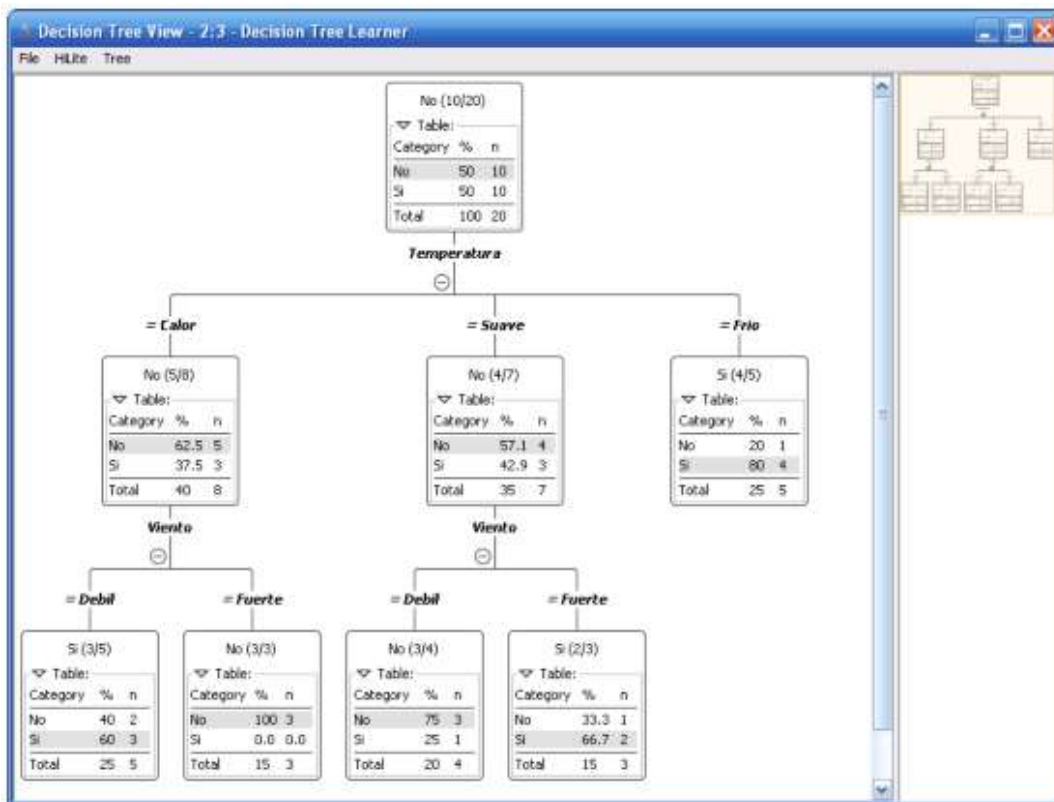 Decision Tree View - 2:3 - Decision Tree Learner
File HiLite Tree
No (10/20)
Table:
Category % n
No 50 10
Si 50 10
Total 100 20
Temperatura
= Calor
= Suave
= Frio
No (5/8)
Table:
Category % n
No 62.5 5
Si 37.5 3
Total 40 8
No (4/7)
Table:
Category % n
No 57.1 4
Si 42.9 3
Total 35 7
Si (4/5)
Table:
Category % n
No 20 1
Si 80 4
Total 25 5
Viento
Viento
= Debil
= Fuerte
= Debil
= Fuerte
Si (3/5)
Table:
Category % n
No 40 2
Si 60 3
Total 25 5
No (3/3)
Table:
Category % n
No 100 3
Si 0.0 0.0
Total 15 3
No (3/4)
Table:
Category % n
No 75 3
Si 25 1
Total 20 4
Si (2/3)
Table:
Category % n
No 33.3 1
Si 66.7 2
Total 15 3